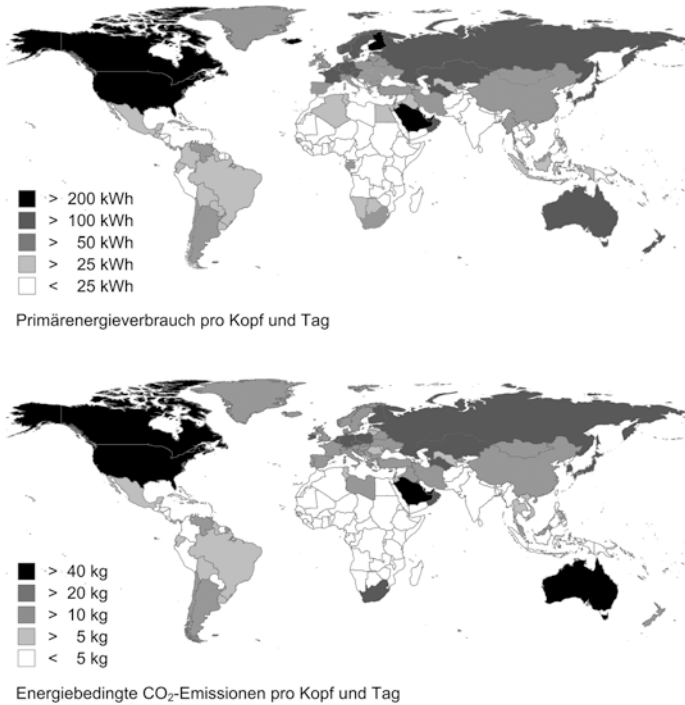 > 200 kWh
> 100 kWh
> 50 kWh
> 25 kWh
< 25 kWh
Primärenergieverbrauch pro Kopf und Tag
> 40 kg
> 20 kg
> 10 kg
> 5 kg
< 5 kg
Energiebedingte CO₂-Emissionen pro Kopf und Tag